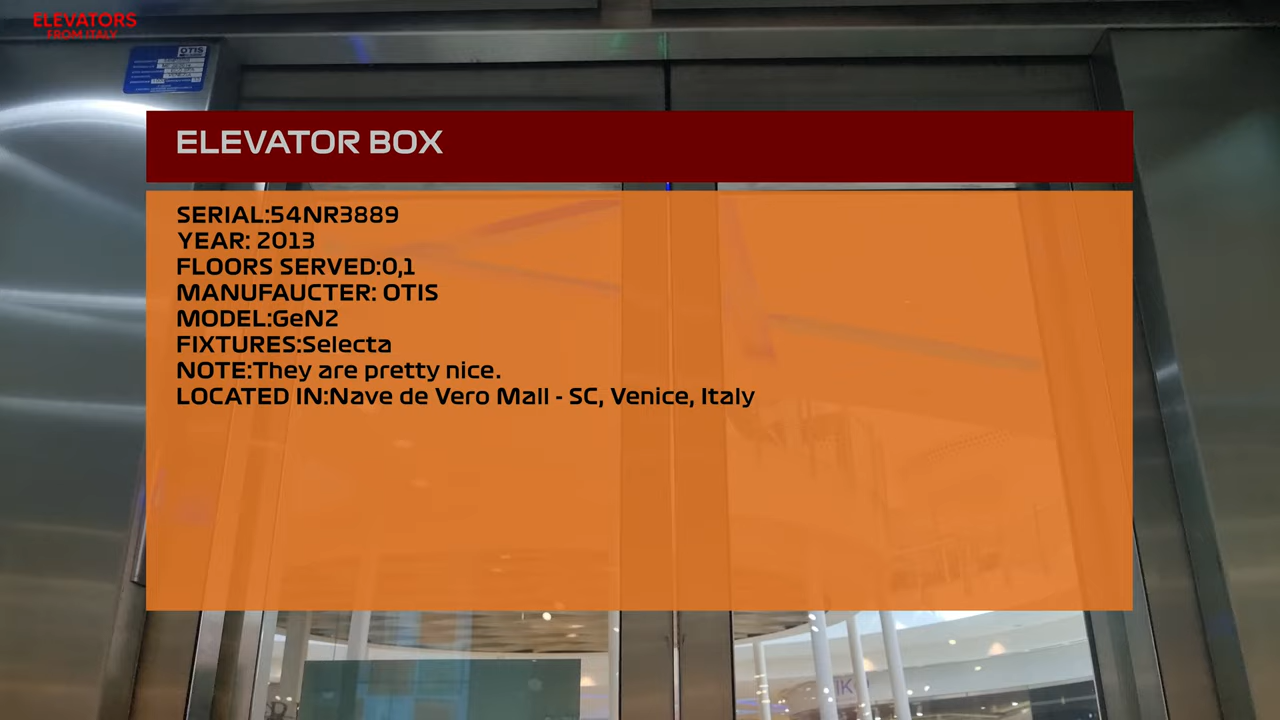 ELEVATORS
FROM ITALY
OTIS
ELEVATOR BOX
SERIAL:54NR3889
YEAR: 2013
FLOORS SERVED:0,1
MANUFAUCTER: OTIS
MODEL:GeN2
FIXTURES:Selecta
NOTE:They are pretty nice.
LOCATED IN:Nave de Vero Mall - SC, Venice, Italy